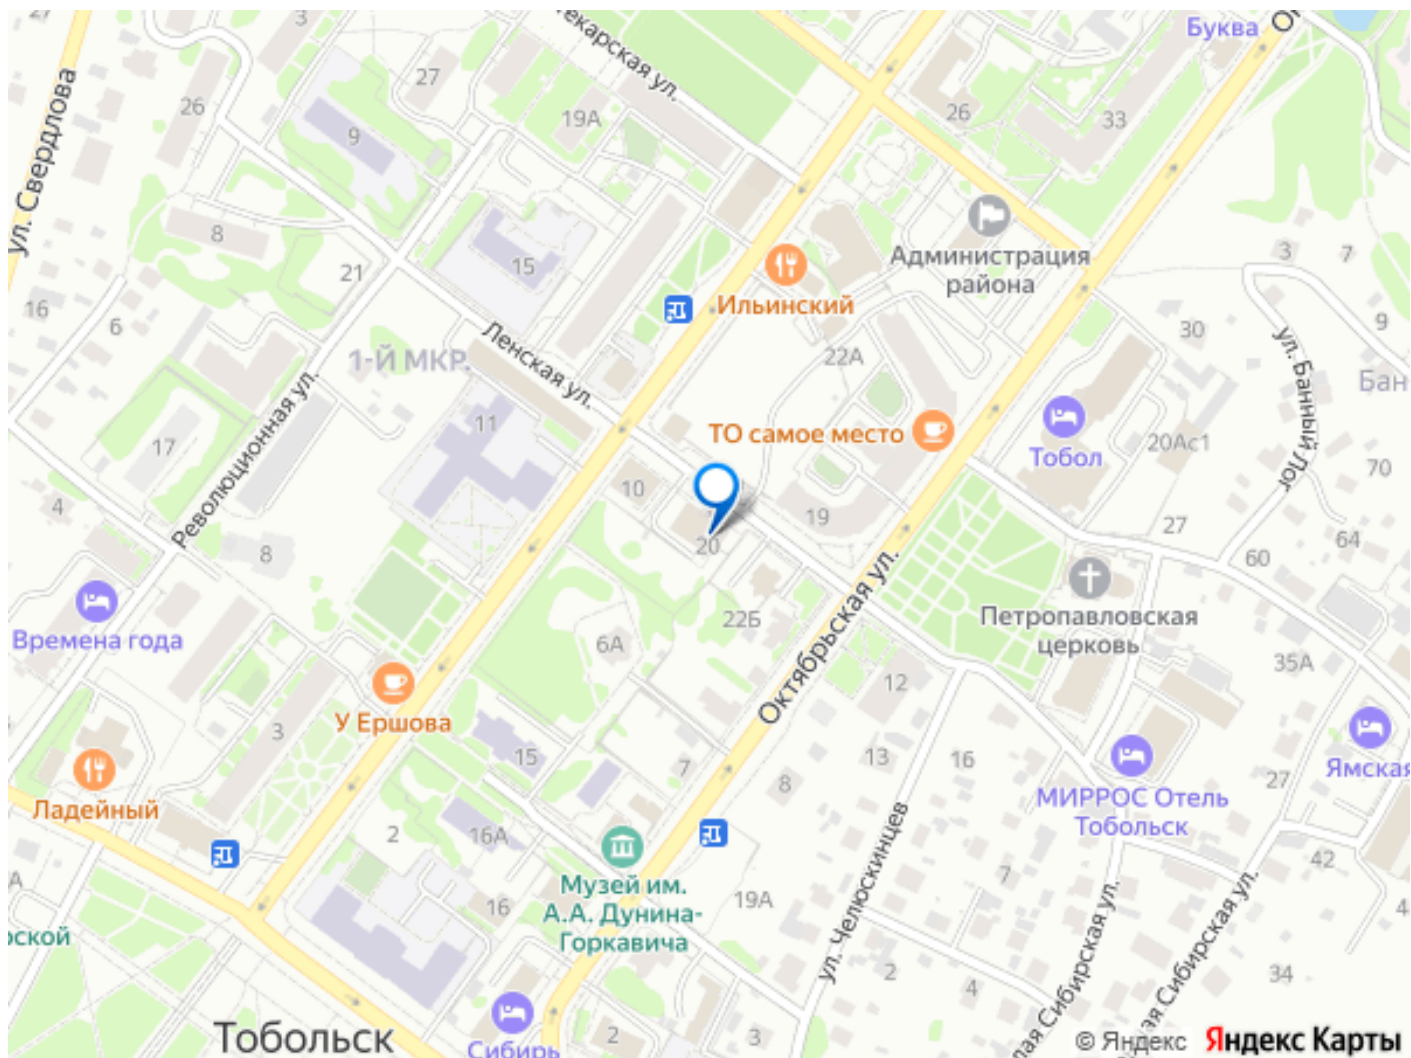 27
3
Буква
ул. Свердлова
26
27
9
19А
26
33
8
15
21
Администрация
района
3
7
16
6
Ильинский
9
30
1-Й МКР.
Ленская ул.
22А
ул. Банный Лог
Бан
11
ТО самое место
Тобол
20Ас1
17
Революционная ул.
10
70
4
19
27
20
64
8
60
Октябрьская ул.
Времена года
6А
22Б
Петропавловская
церковь
35А
12
У Ершова
3
15
7
13
16
8
27
Ямская
Ладейный
МИРРОС Отель
Тобольск
2
16А
42
7
Музей им.
А.А. Дунина-
Горкавича
19А
16
ул. Челюскинцев
2
4
34
Тобольск
Сибирь
2
3
© Яндекс Яндекс Карты